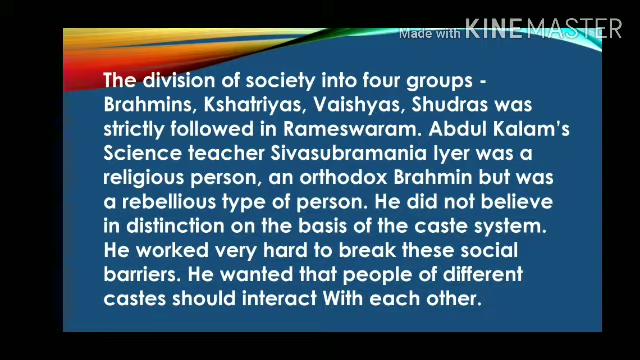 Made with KINEMASTER
The division of society into four groups -
Brahmins, Kshatriyas, Vaishyas, Shudras was
strictly followed in Rameswaram. Abdul Kalam's
Science teacher Sivasubramania Iyer was a
religious person, an orthodox Brahmin but was
a rebellious type of person. He did not believe
in distinction on the basis of the caste system.
He worked very hard to break these social
barriers. He wanted that people of different
castes should interact With each other.